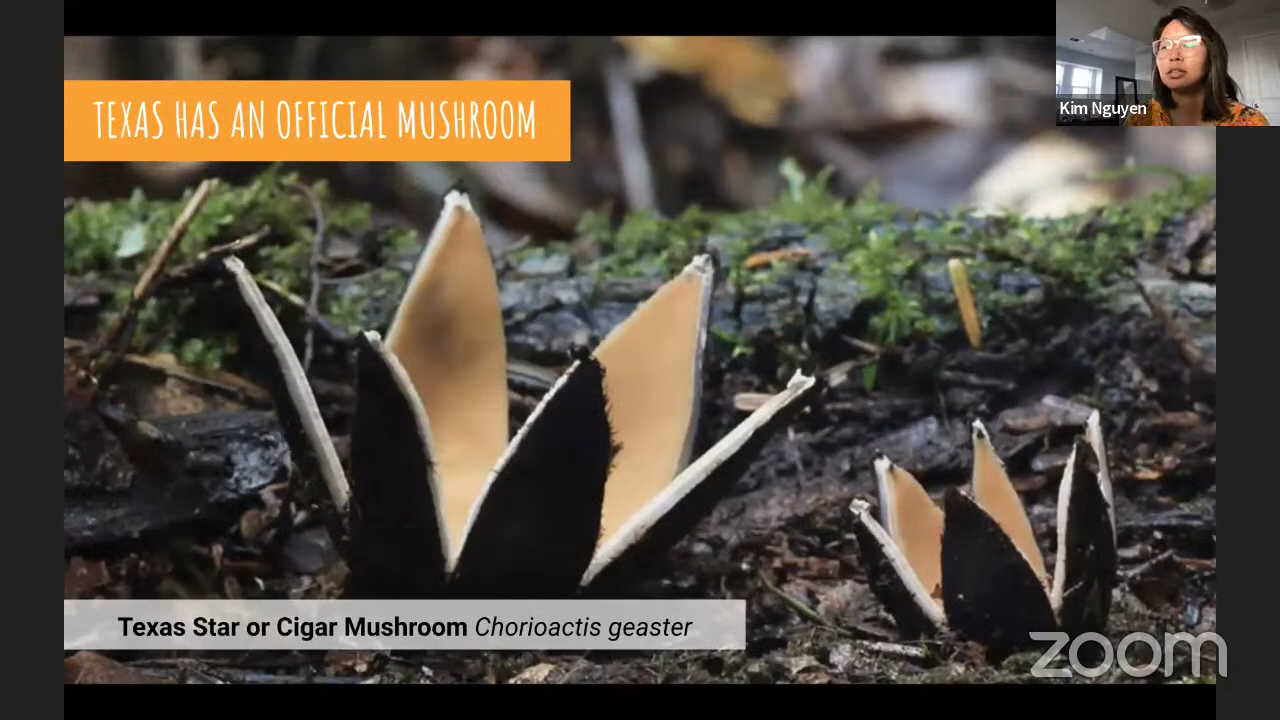 TEXAS HAS AN OFFICIAL MUSHROOM
Kim Nguyen
Texas Star or Cigar Mushroom Chorioactis geaster
zoom